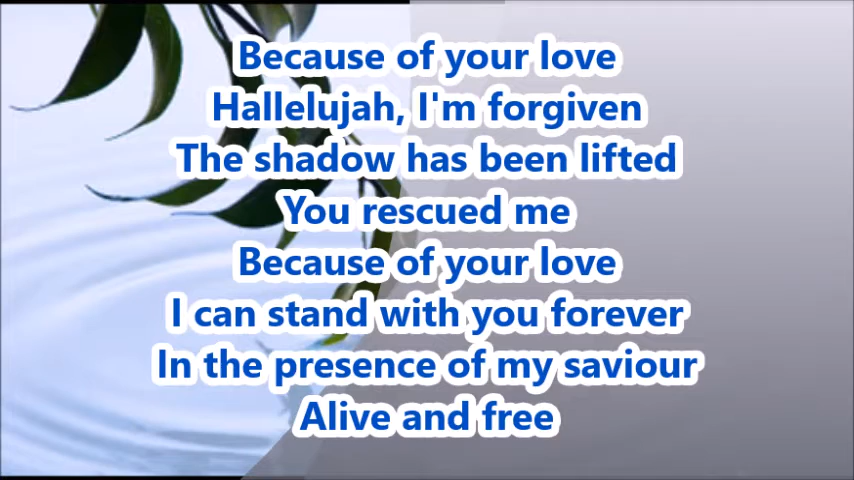 Because of your love
Hallelujah, I'm forgiven
The shadow has been lifted
You rescued me
Because of your love
I can stand with you forever
In the presence of my saviour
Alive and free